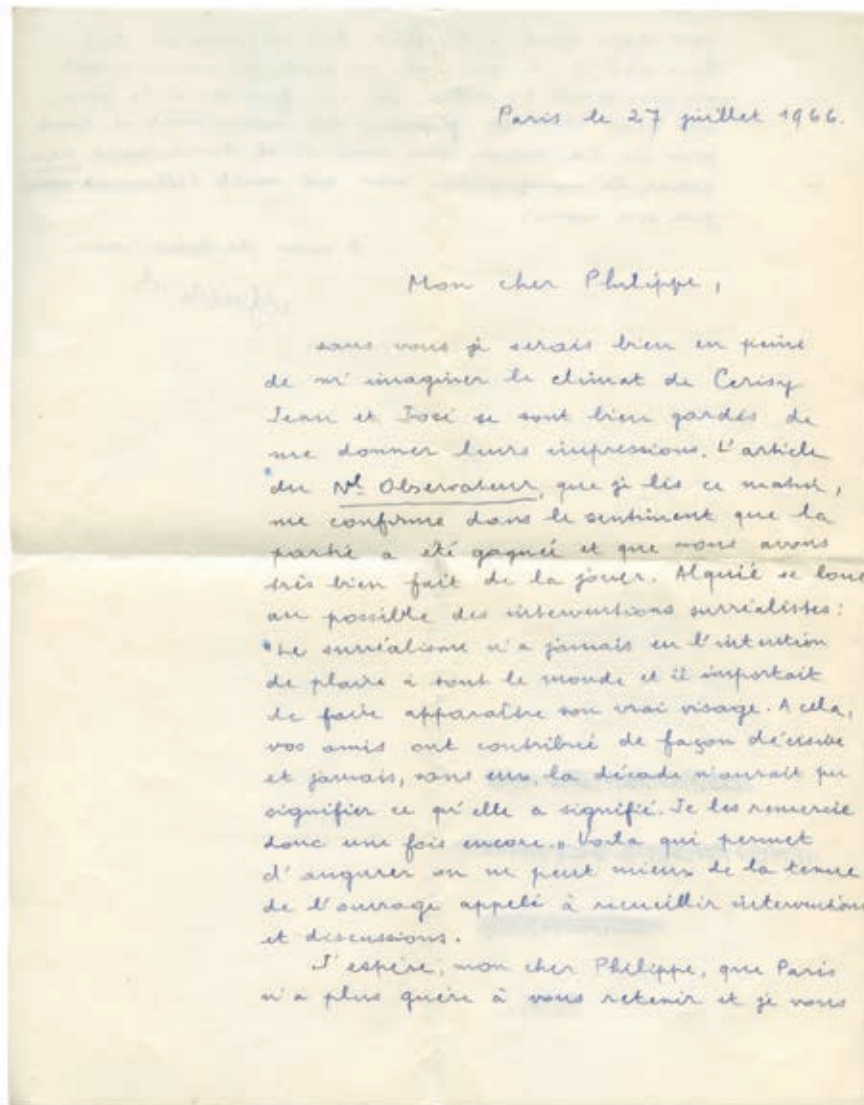 Paris le 27 juillet 1966.
Mon cher Philippe,
sans vous je serais bien en peine
de m'imaginer le climat de Cerisy
Jean et José se sont bien gardés de
me donner leurs impressions. L'article
du Nel Observateur, que je lis ce matin,
me confirme dans le sentiment que la
partie a été gagnée et que nous avons
très bien fait de la jouer. Alquié se loue
au possible des interventions surréalistes :
"Le surréalisme n'a jamais eu l'intention
de plaire à tout le monde et il importait
de faire apparaître son vrai visage. A cela,
vos amis ont contribué de façon décisive
et jamais, sans eux, la décade n'aurait pu
signifier ce qu'elle a signifié. Je les remercie
donc une fois encore." Voilà qui permet
d'augurer on ne peut mieux de la tenue
de l'ouvrage appelé à recueillir interventions
et discussions.
J'espère, mon cher Philippe, que Paris
n'a plus guère à vous retenir et je vous